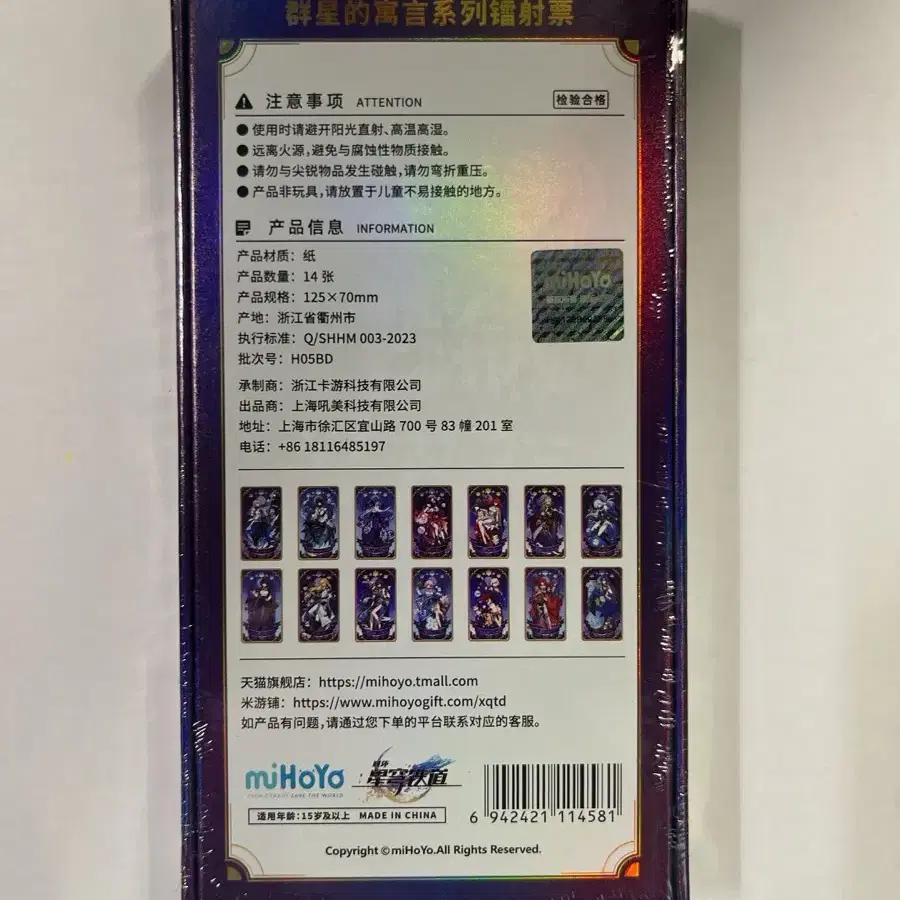 群星的寓言系列镭射票
注意事项 ATTENTION
检验合格
● 使用时请避开阳光直射、高温高湿。
● 远离火源,避免与腐蚀性物质接触。
● 请勿与尖锐物品发生碰触,请勿弯折重压。
● 产品非玩具,请放置于儿童不易接触的地方。
产品信息 INFORMATION
产品材质：纸
产品数量：14 张
产品规格：125×70mm
产地：浙江省衢州市
执行标准：Q/SHHM 003-2023
批次号：H05BD
miHoYo
承制商：浙江卡游科技有限公司
出品商：上海吼美科技有限公司
地址：上海市徐汇区宜山路 700 号 83 幢 201 室
电话：+86 18116485197
天猫旗舰店：https://mihoyo.tmall.com
米游铺：https://www.mihoyogift.com/xqtd
如产品有问题,请通过您下单的平台联系对应的客服。
miHoYo
TECH OTAKUS SAVE THE WORLD
崩坏
星穹铁道
适用年龄：15岁及以上 MADE IN CHINA
6 942421 114581
Copyright ©miHoYo.All Rights Reserved.